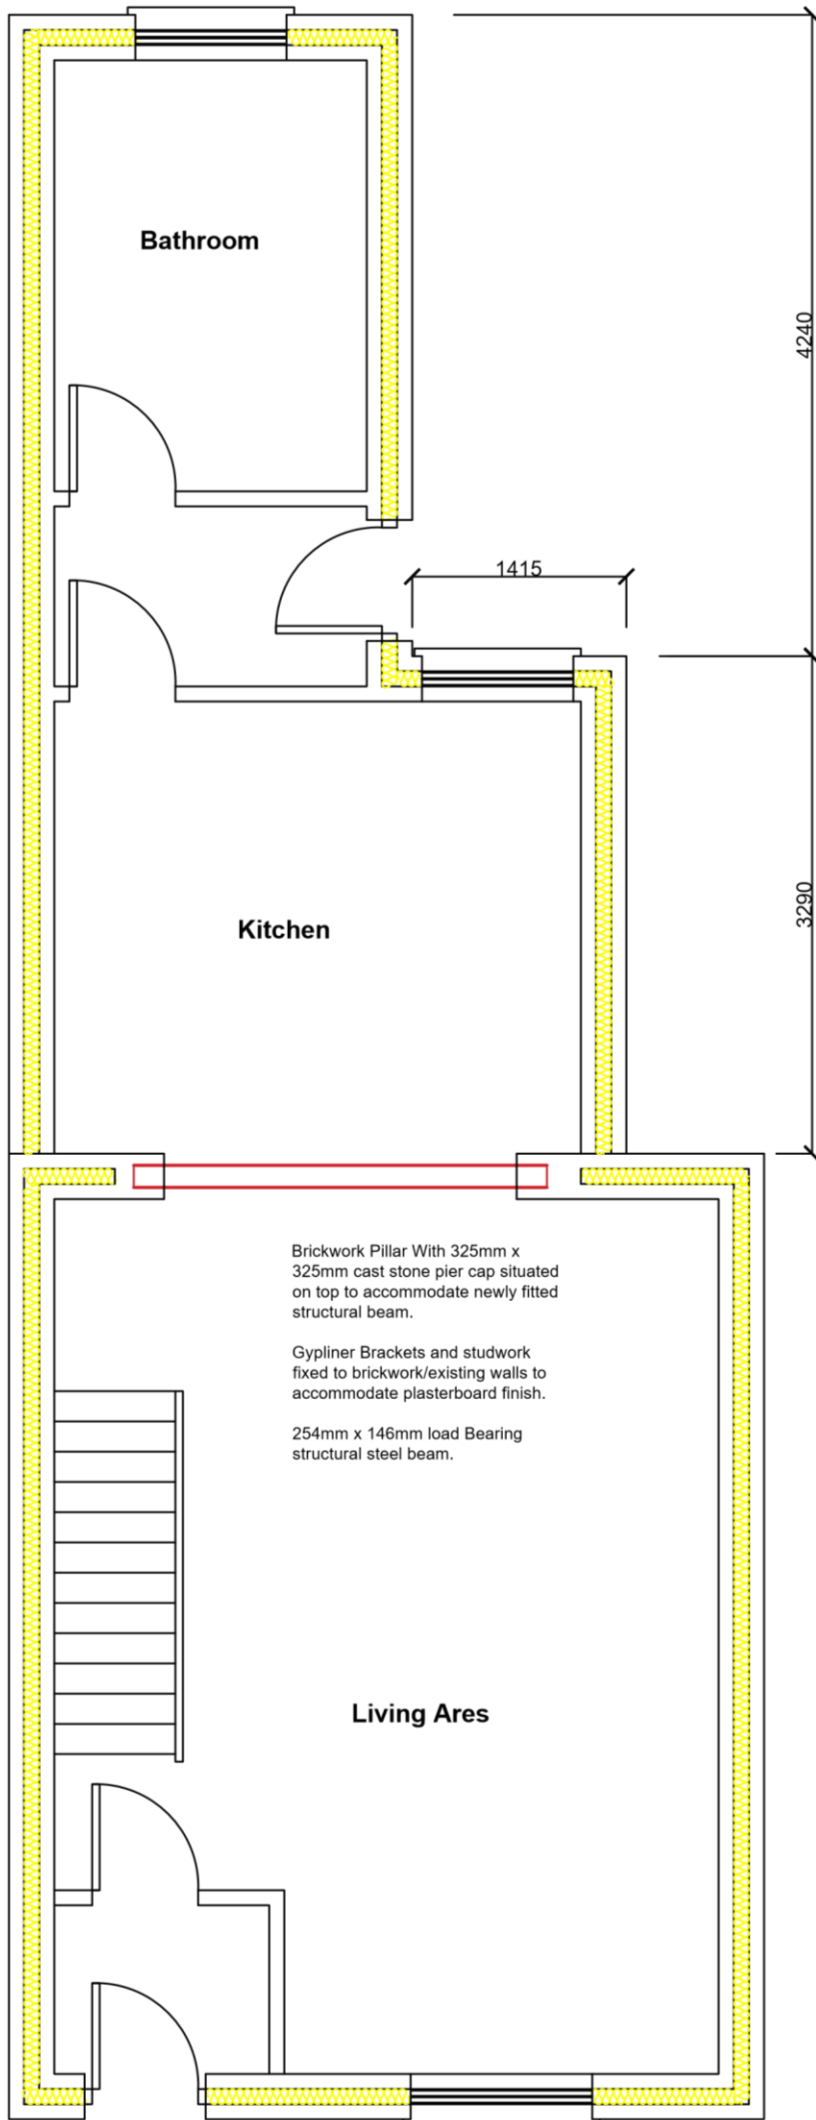 Bathroom
4240
1415
3290
Kitchen
Brickwork Pillar With 325mm x
325mm cast stone pier cap situated
on top to accommodate newly fitted
structural beam.
Gypliner Brackets and studwork
fixed to brickwork/existing walls to
accommodate plasterboard finish.
254mm x 146mm load Bearing
structural steel beam.
Living Ares